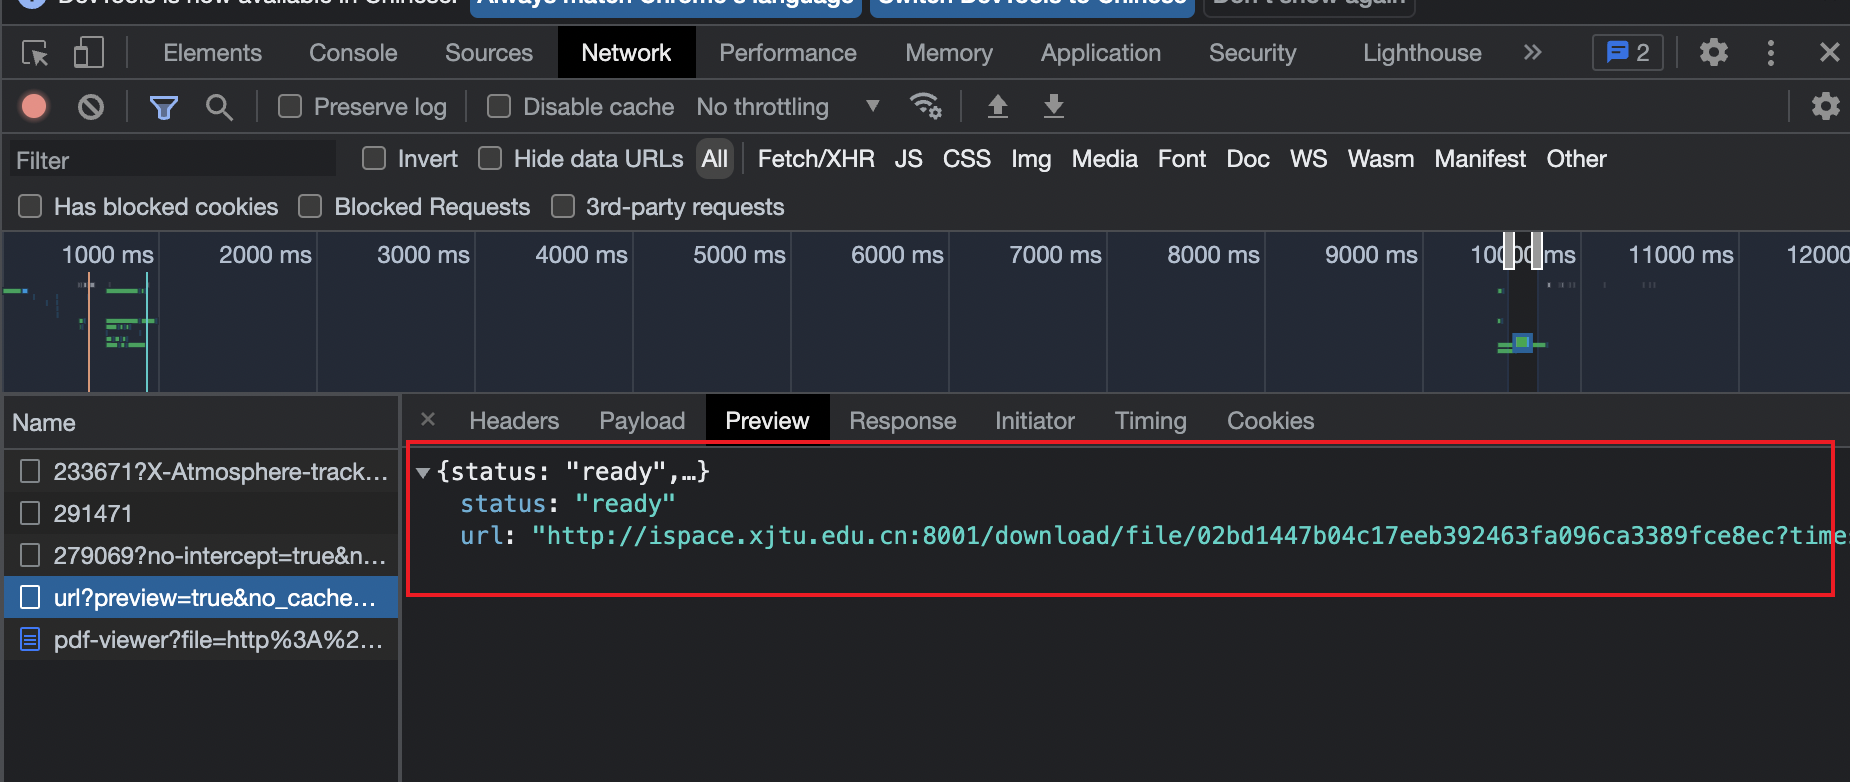 DevTools is now available in Chinese! Always match Chrome's language Switch DevTools to Chinese Don't show again
Elements Console Sources Network Performance Memory Application Security Lighthouse 2
Preserve log Disable cache No throttling
Filter Invert Hide data URLs All Fetch/XHR JS CSS Img Media Font Doc WS Wasm Manifest Other
Has blocked cookies Blocked Requests 3rd-party requests
1000 ms 2000 ms 3000 ms 4000 ms 5000 ms 6000 ms 7000 ms 8000 ms 9000 ms 10000 ms 11000 ms 12000
Name
233671?X-Atmosphere-track...
291471
279069?no-intercept=true&n...
url?preview=true&no_cache...
pdf-viewer?file=http%3A%2...
Headers Payload Preview Response Initiator Timing Cookies
{status: "ready",…}
status: "ready"
url: "http://ispace.xjtu.edu.cn:8001/download/file/02bd1447b04c17eeb392463fa096ca3389fce8ec?time